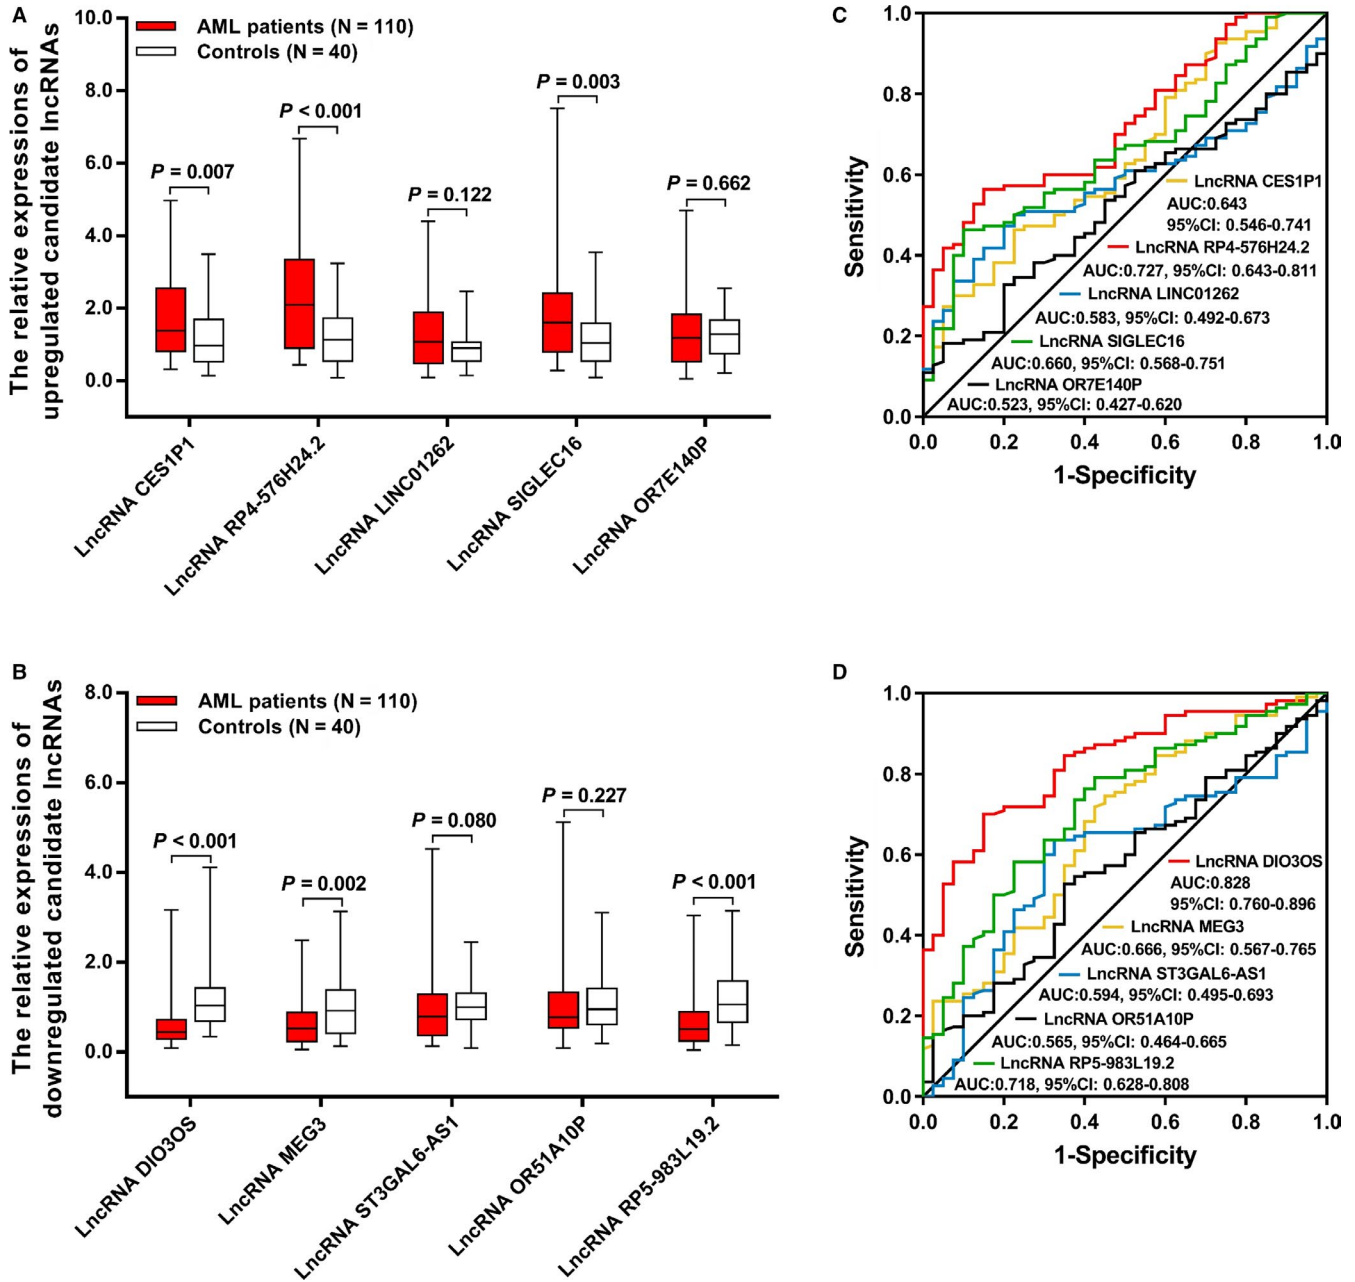 A
The relative expressions of
upregulated candidate lncRNAs
10.0
8.0
6.0
4.0
2.0
0.0
AML patients (N = 110)
Controls (N = 40)
P = 0.007
P < 0.001
P = 0.122
P = 0.003
P = 0.662
LncRNA CES1P1
LncRNA RP4-576H24.2
LncRNA LINC01262
LncRNA SIGLEC16
LncRNA OR7E140P
C
Sensitivity
1.0
0.8
0.6
0.4
0.2
0.0
LncRNA CES1P1
AUC:0.643
95%CI: 0.546-0.741
LncRNA RP4-576H24.2
AUC:0.727, 95%CI: 0.643-0.811
LncRNA LINC01262
AUC:0.583, 95%CI: 0.492-0.673
LncRNA SIGLEC16
AUC:0.660, 95%CI: 0.568-0.751
LncRNA OR7E140P
AUC:0.523, 95%CI: 0.427-0.620
0.0 0.2 0.4 0.6 0.8 1.0
1-Specificity
B
The relative expressions of
downregulated candidate lncRNAs
8.0
6.0
4.0
2.0
0.0
AML patients (N = 110)
Controls (N = 40)
P < 0.001
P = 0.002
P = 0.080
P = 0.227
P < 0.001
LncRNA DIO3OS
LncRNA MEG3
LncRNA ST3GAL6-AS1
LncRNA OR51A10P
LncRNA RP5-983L19.2
D
Sensitivity
1.0
0.8
0.6
0.4
0.2
0.0
LncRNA DIO3OS
AUC:0.828
95%CI: 0.760-0.896
LncRNA MEG3
AUC:0.666, 95%CI: 0.567-0.765
LncRNA ST3GAL6-AS1
AUC:0.594, 95%CI: 0.495-0.693
LncRNA OR51A10P
AUC:0.565, 95%CI: 0.464-0.665
LncRNA RP5-983L19.2
AUC:0.718, 95%CI: 0.628-0.808
0.0 0.2 0.4 0.6 0.8 1.0
1-Specificity